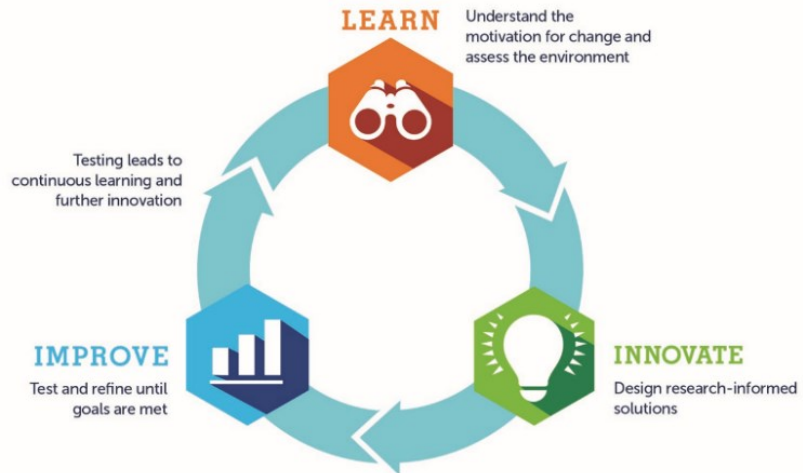 LEARN
Understand the
motivation for change and
assess the environment
Testing leads to
continuous learning and
further innovation
IMPROVE
Test and refine until
goals are met
INNOVATE
Design research-informed
solutions